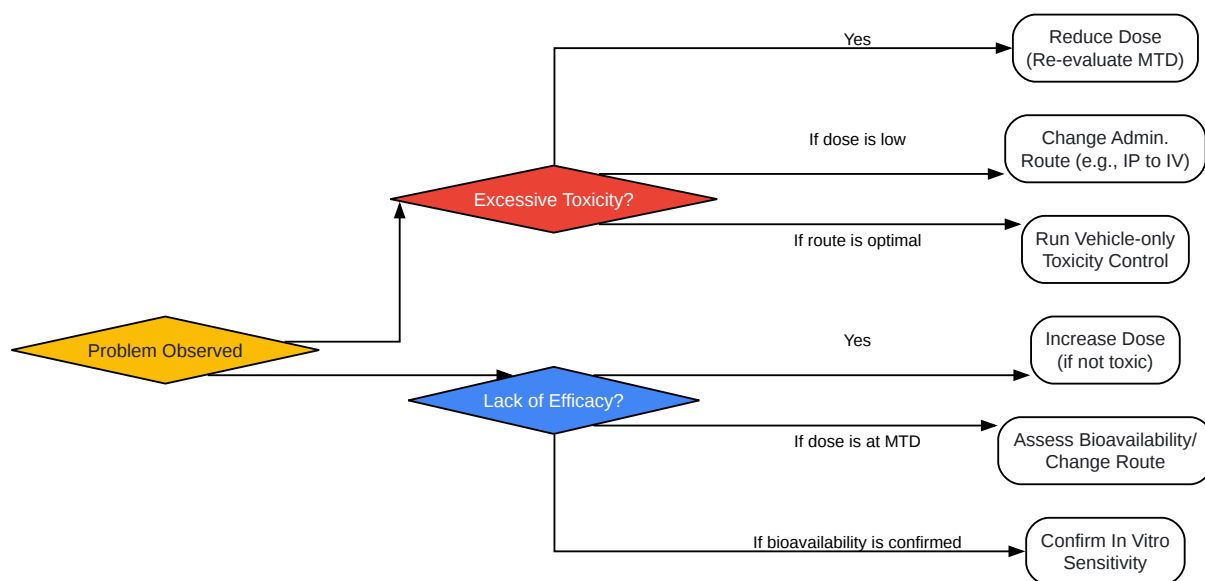 Yes
Reduce Dose
(Re-evaluate MTD)
If dose is low
Change Admin.
Route (e.g., IP to IV)
Excessive Toxicity?
If route is optimal
Run Vehicle-only
Toxicity Control
Problem Observed
Yes
Increase Dose
(if not toxic)
Lack of Efficacy?
If dose is at MTD
Assess Bioavailability/
Change Route
If bioavailability is confirmed
Confirm In Vitro
Sensitivity